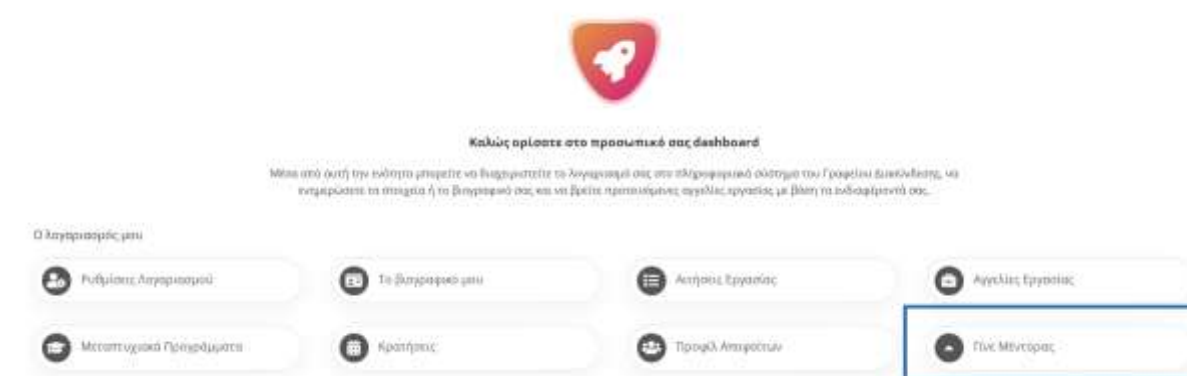 Καλώς ορίσατε στο προσωπικό σας dashboard
Μέσα από αυτή την ενότητα μπορείτε να διαχειριστείτε το λογαριασμό σας στο πληροφοριακό σύστημα του Γραφείου Διασύνδεσης, να
ενημερώσετε τα στοιχεία ή το βιογραφικό σας και να βρείτε προτεινόμενες αγγελίες εργασίας με βάση τα ενδιαφέροντά σας.
Ο λογαριασμός μου
Ρυθμίσεις Λογαριασμού
Το βιογραφικό μου
Αιτήσεις Εργασίας
Αγγελίες Εργασίας
Μεταπτυχιακά Προγράμματα
Κρατήσεις
Προφίλ Αποφοίτων
Γίνε Μέντορας